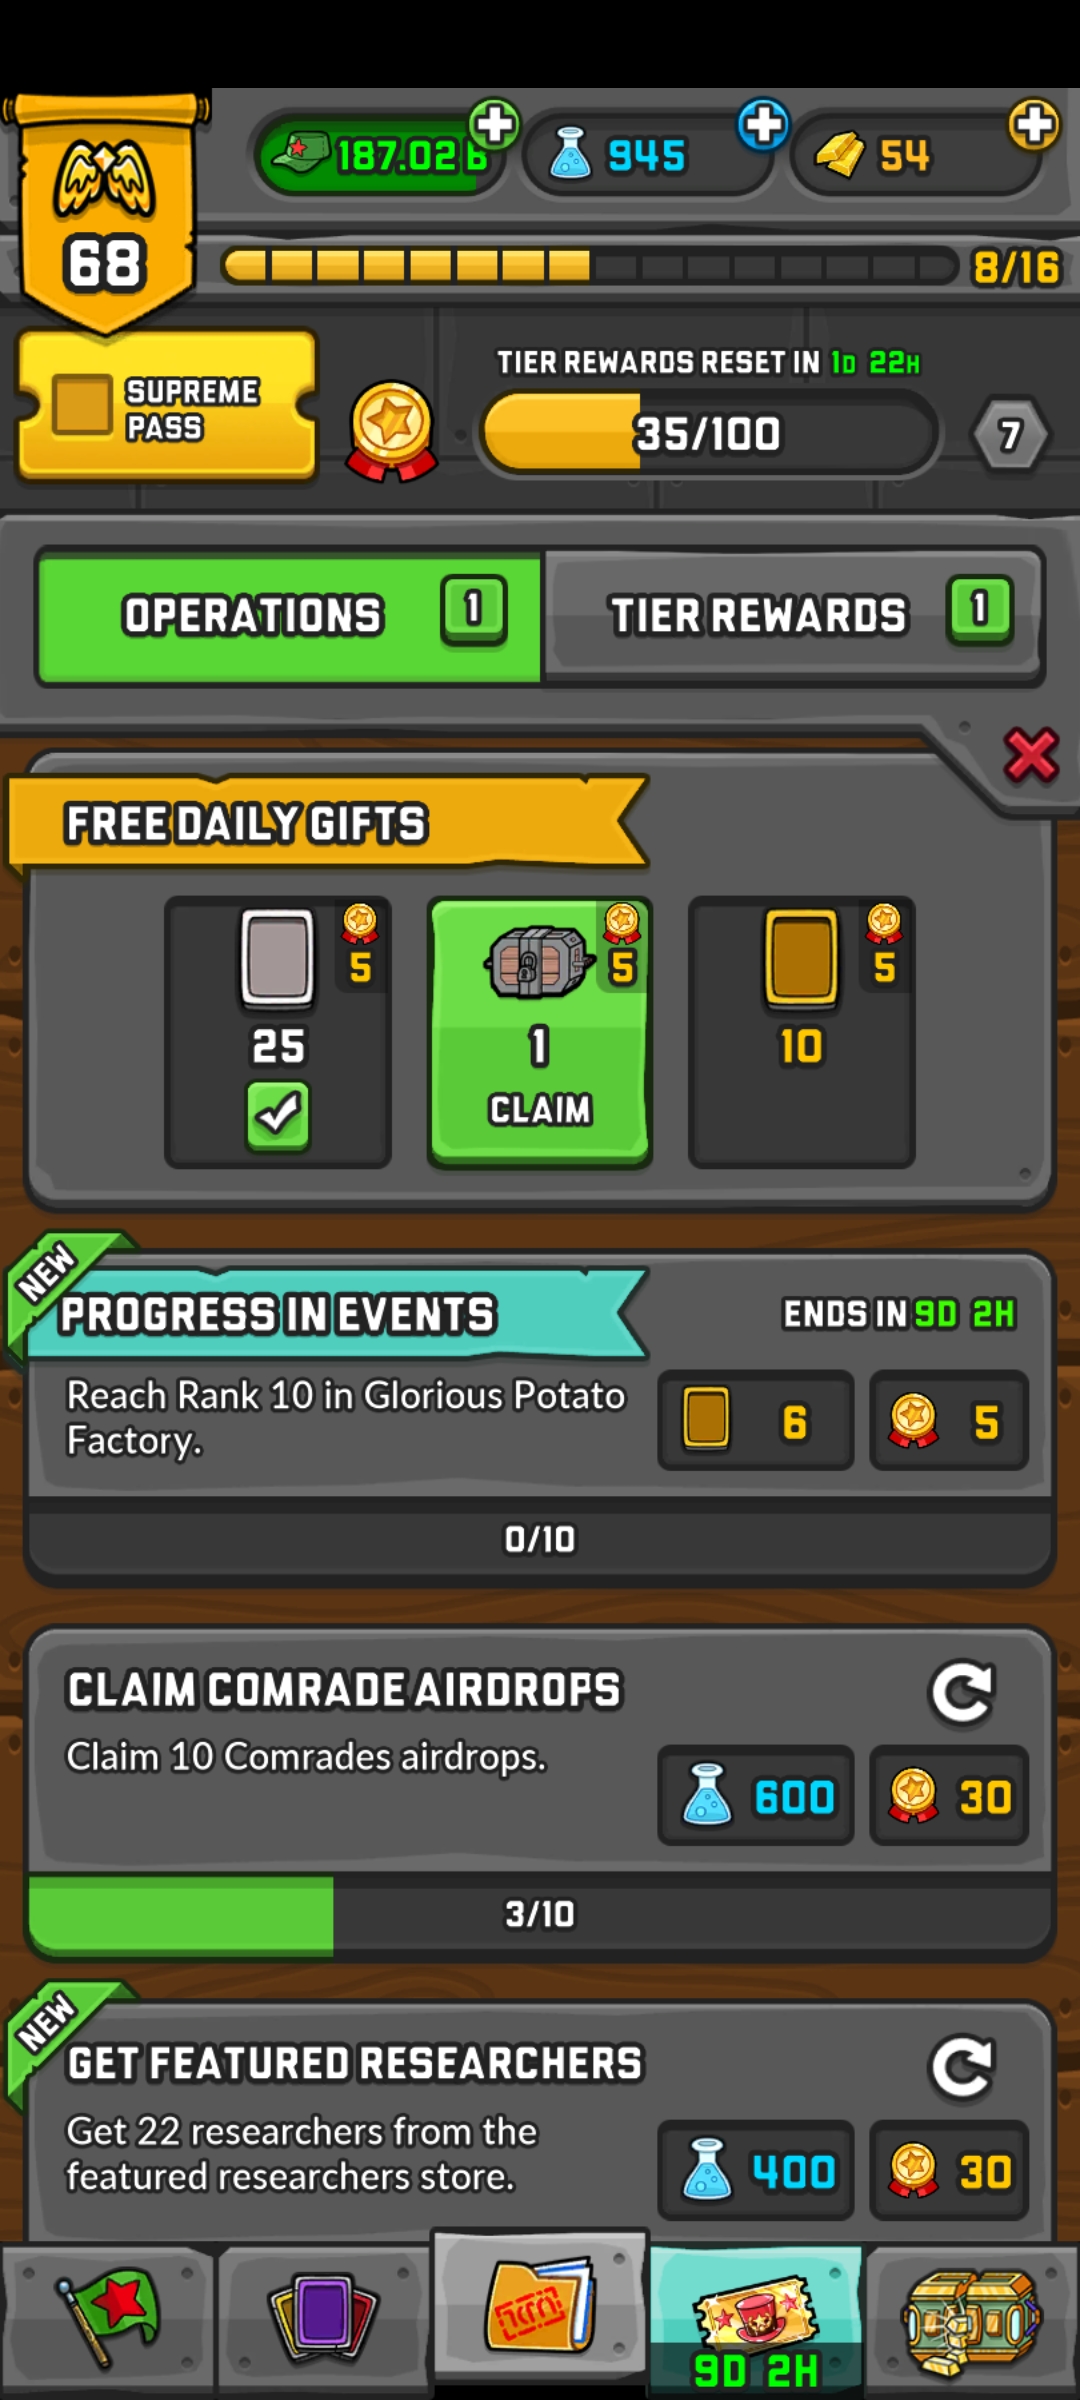 187.02 B
945
54
68
8/16
SUPREME
PASS
TIER REWARDS RESET IN 1D 22H
35/100
7
OPERATIONS
1
TIER REWARDS
1
FREE DAILY GIFTS
5
25
5
1
CLAIM
5
10
NEW
PROGRESS IN EVENTS
ENDS IN 9D 2H
Reach Rank 10 in Glorious Potato
Factory.
6
5
0/10
CLAIM COMRADE AIRDROPS
Claim 10 Comrades airdrops.
600
30
3/10
NEW
GET FEATURED RESEARCHERS
Get 22 researchers from the
featured researchers store.
400
30
9D 2H